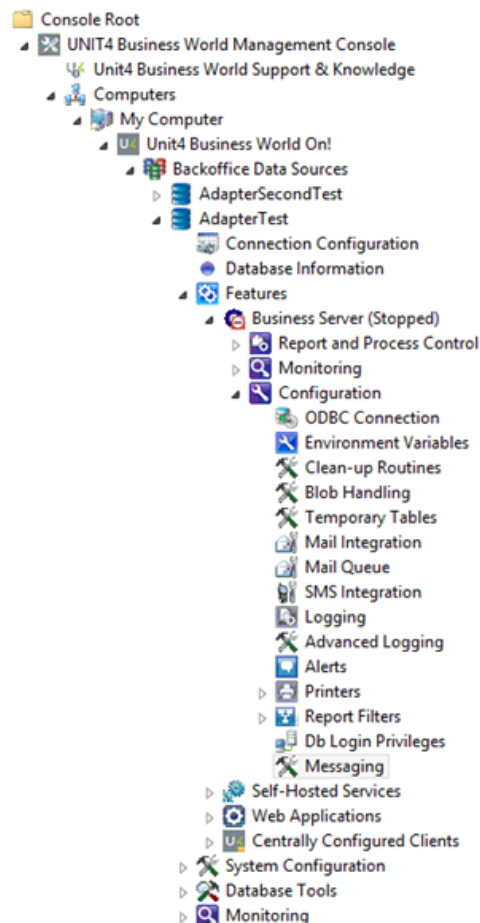 Console Root
UNIT4 Business World Management Console
Unit4 Business World Support & Knowledge
Computers
My Computer
Unit4 Business World On!
Backoffice Data Sources
AdapterSecondTest
AdapterTest
Connection Configuration
Database Information
Features
Business Server (Stopped)
Report and Process Control
Monitoring
Configuration
ODBC Connection
Environment Variables
Clean-up Routines
Blob Handling
Temporary Tables
Mail Integration
Mail Queue
SMS Integration
Logging
Advanced Logging
Alerts
Printers
Report Filters
Db Login Privileges
Messaging
Self-Hosted Services
Web Applications
Centrally Configured Clients
System Configuration
Database Tools
Monitoring